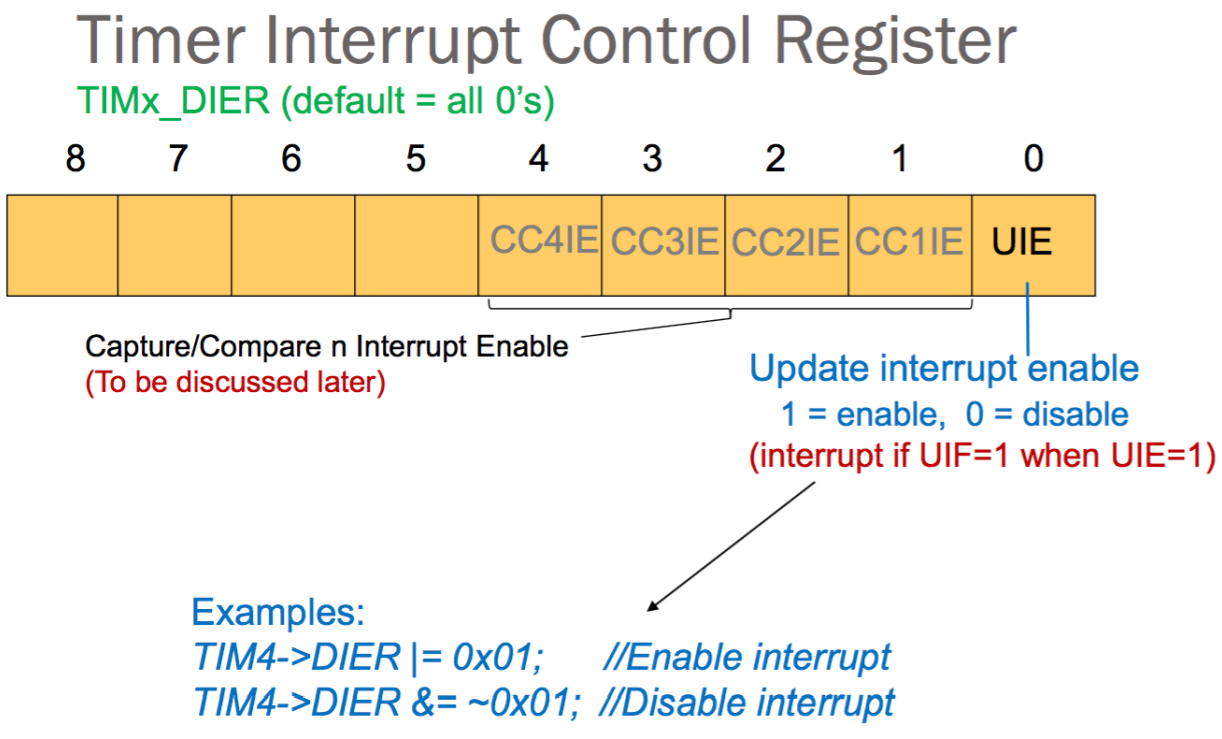 Timer Interrupt Control Register
TIMx_DIER (default = all 0’s)
8 7 6 5 4 3 2 1 0
CC4IE CC3IE CC2IE CC1IE UIE
Capture/Compare n Interrupt Enable
(To be discussed later)
Update interrupt enable
1 = enable, 0 = disable
(interrupt if UIF=1 when UIE=1)
Examples:
TIM4->DIER |= 0x01; //Enable interrupt
TIM4->DIER &= ~0x01; //Disable interrupt